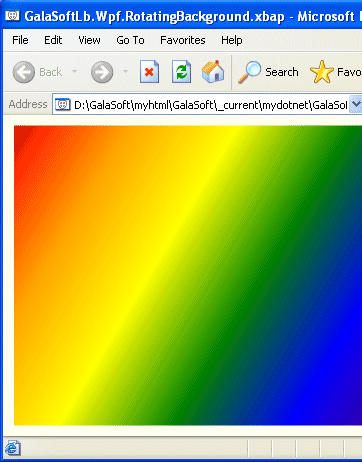 GalaSoftLb.Wpf.RotatingBackground.xbap - Microsoft
File Edit View Go To Favorites Help
Back Search Favo
Address D:\GalaSoft\myhtml\GalaSoft\_current\mydotnet\GalaSol